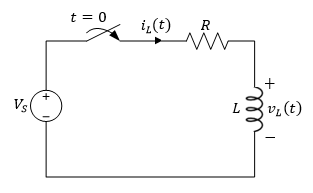 t = 0
i_L(t)
R
V_S
+
−
+
L
v_L(t)
−